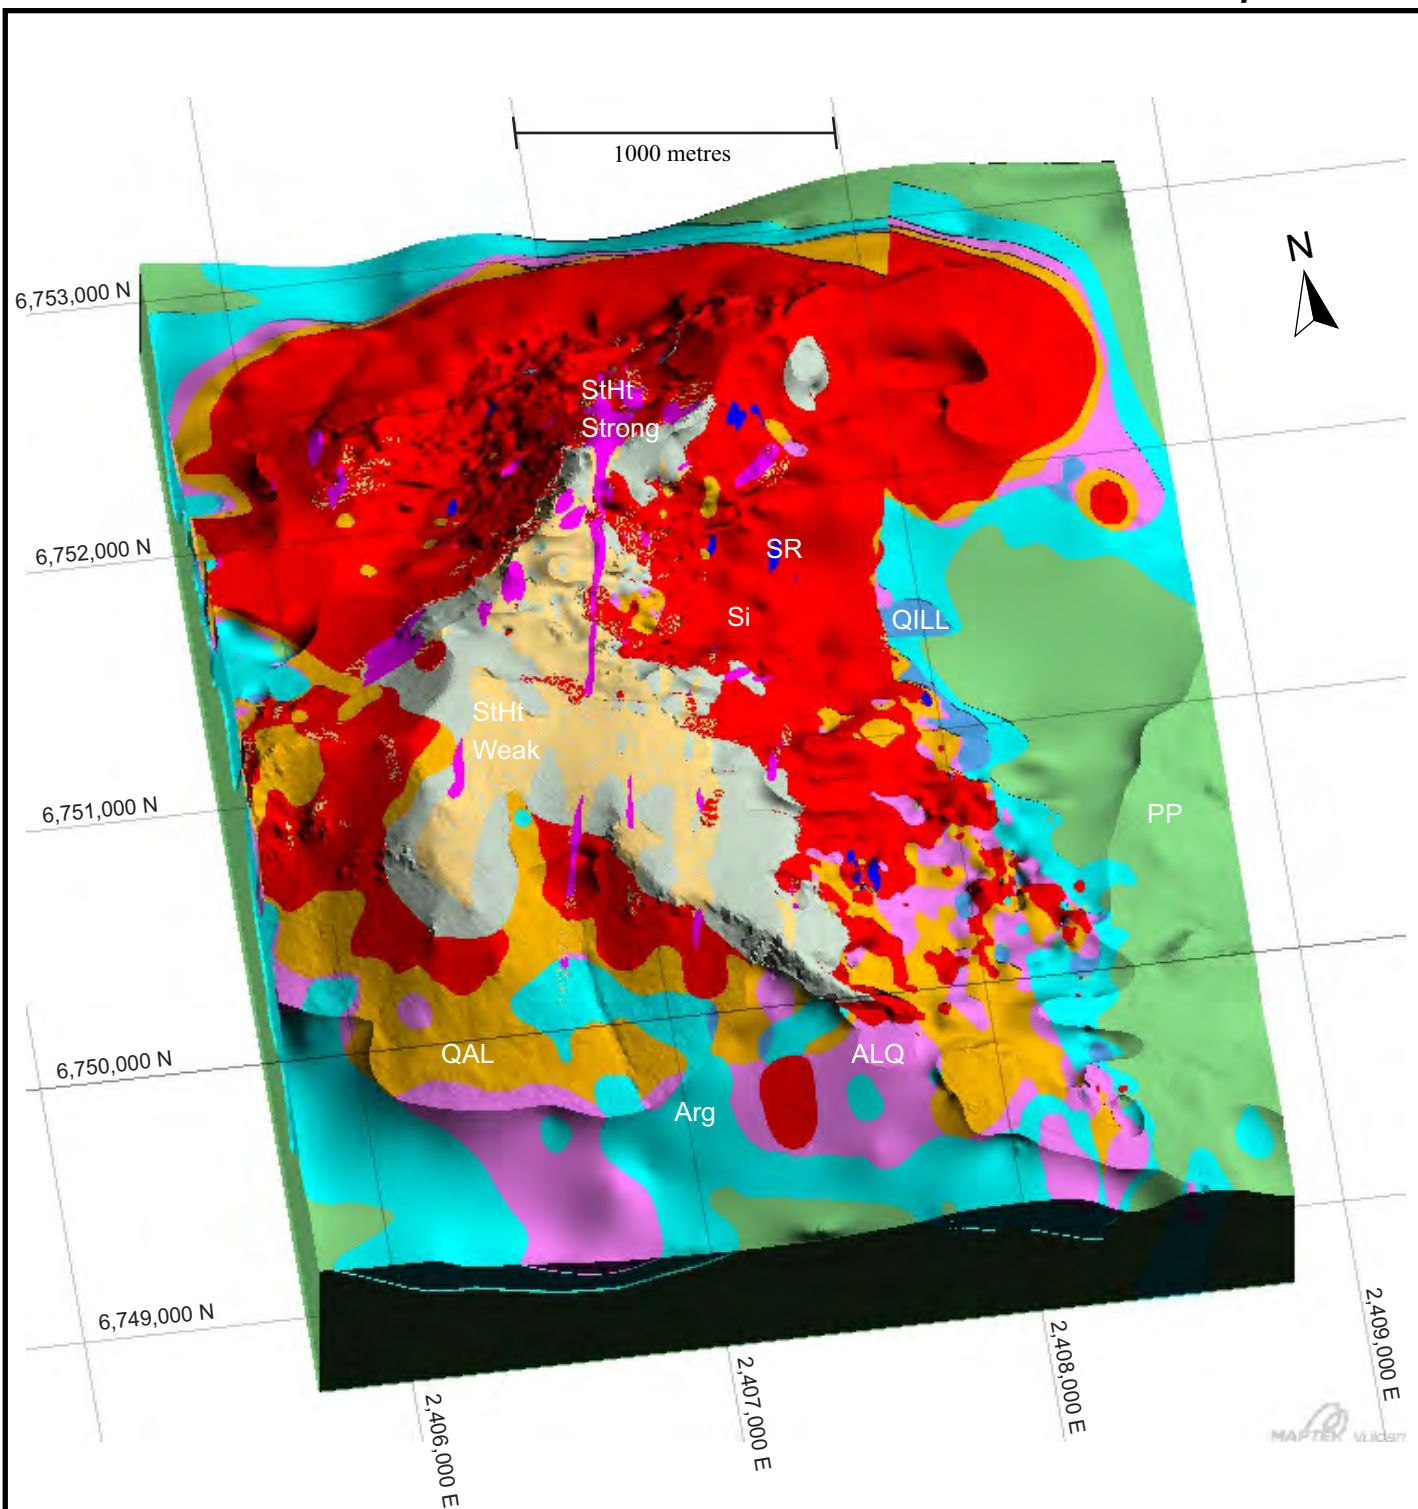 1000 metres
N
6,753,000 N
StHt
Strong
6,752,000 N
SR
Si
QILL
StHt
Weak
6,751,000 N
PP
QAL
ALQ
6,750,000 N
Arg
6,749,000 N
2,406,000 E
2,407,000 E
2,408,000 E
2,409,000 E
MAPTEK Vulcan